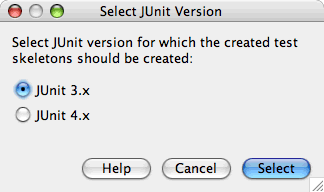 Select JUnit Version
Select JUnit version for which the created test
skeletons should be created:
JUnit 3.x
JUnit 4.x
Help Cancel Select